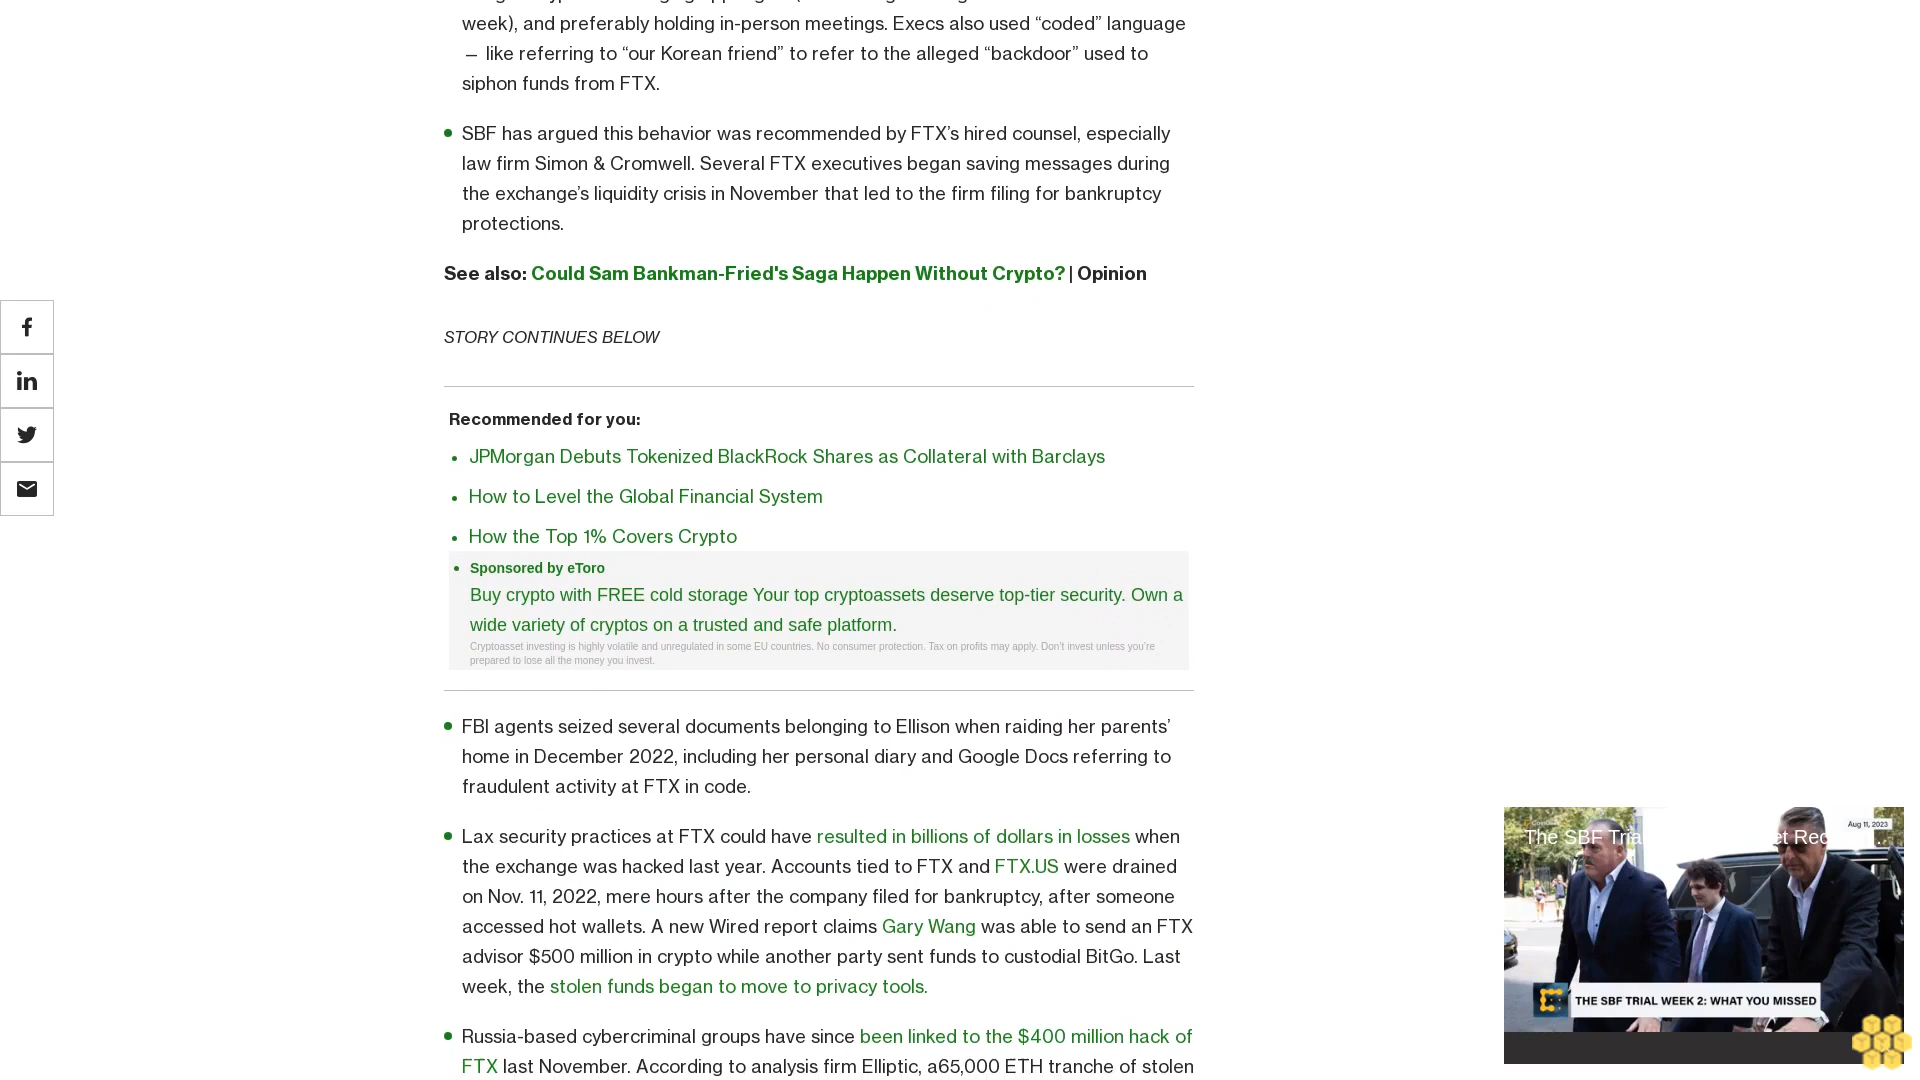 week), and preferably holding in-person meetings. Execs also used “coded” language
— like referring to “our Korean friend” to refer to the alleged “backdoor” used to
siphon funds from FTX.
SBF has argued this behavior was recommended by FTX’s hired counsel, especially
law firm Simon & Cromwell. Several FTX executives began saving messages during
the exchange’s liquidity crisis in November that led to the firm filing for bankruptcy
protections.
See also: Could Sam Bankman-Fried's Saga Happen Without Crypto? | Opinion
STORY CONTINUES BELOW
Recommended for you:
JPMorgan Debuts Tokenized BlackRock Shares as Collateral with Barclays
How to Level the Global Financial System
How the Top 1% Covers Crypto
Sponsored by eToro
Buy crypto with FREE cold storage Your top cryptoassets deserve top-tier security. Own a
wide variety of cryptos on a trusted and safe platform.
Cryptoasset investing is highly volatile and unregulated in some EU countries. No consumer protection. Tax on profits may apply. Don’t invest unless you’re
prepared to lose all the money you invest.
FBI agents seized several documents belonging to Ellison when raiding her parents’
home in December 2022, including her personal diary and Google Docs referring to
fraudulent activity at FTX in code.
Lax security practices at FTX could have resulted in billions of dollars in losses when
the exchange was hacked last year. Accounts tied to FTX and FTX.US were drained
on Nov. 11, 2022, mere hours after the company filed for bankruptcy, after someone
accessed hot wallets. A new Wired report claims Gary Wang was able to send an FTX
advisor $500 million in crypto while another party sent funds to custodial BitGo. Last
week, the stolen funds began to move to privacy tools.
Russia-based cybercriminal groups have since been linked to the $400 million hack of
FTX last November. According to analysis firm Elliptic, a65,000 ETH tranche of stolen
Aug 11, 2023
The SBF
THE SBF TRIAL WEEK 2: WHAT YOU MISSED